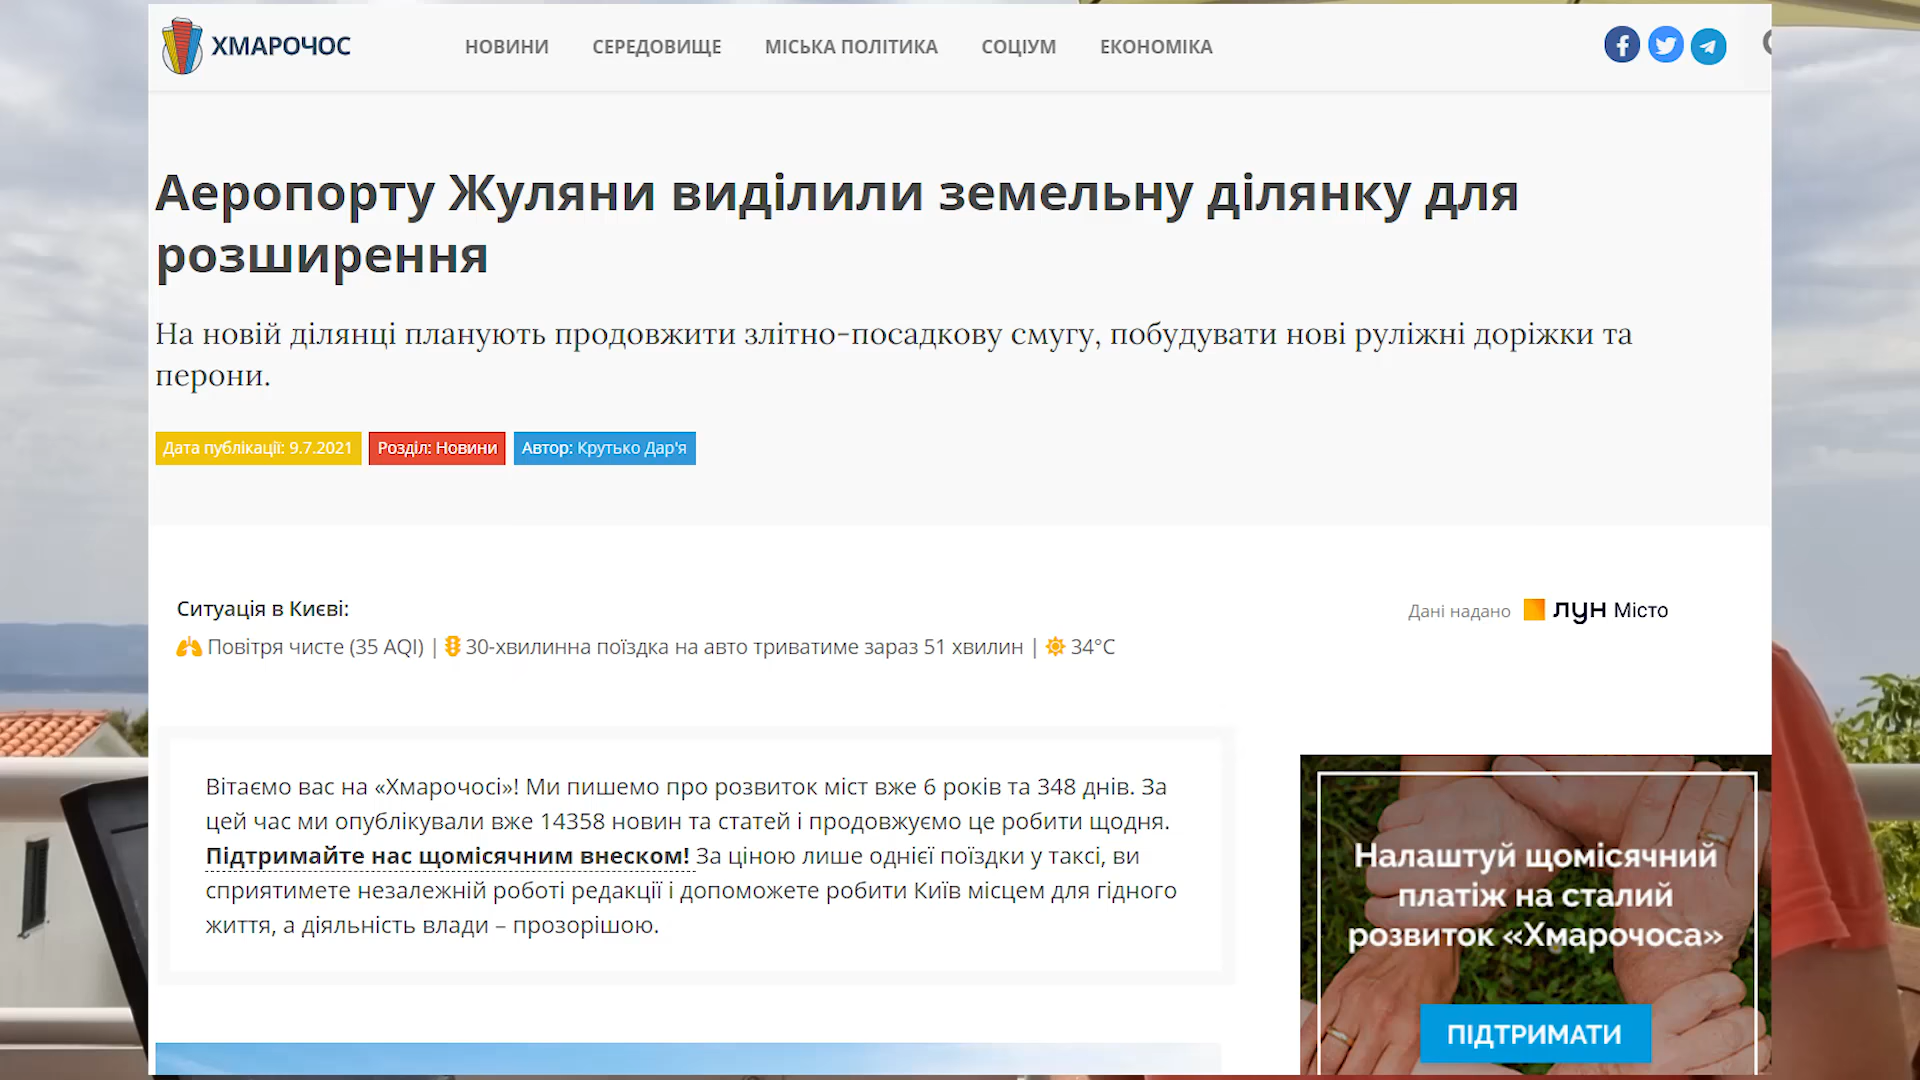 ХМАРОЧОС
НОВИНИ
СЕРЕДОВИЩЕ
МІСЬКА ПОЛІТИКА
СОЦІУМ
ЕКОНОМІКА
Аеропорту Жуляни виділили земельну ділянку для
розширення
На новій ділянці планують продовжити злітно-посадкову смугу, побудувати нові руліжні доріжки та
перони.
Дата публікації: 9.7.2021
Розділ: Новини
Автор: Крутько Дар'я
Ситуація в Києві:
Дані надано ЛУН Місто
Повітря чисте (35 AQI) | 30-хвилинна поїздка на авто триватиме зараз 51 хвилин | 34°C
Вітаємо вас на «Хмарочосі»! Ми пишемо про розвиток міст вже 6 років та 348 днів. За
цей час ми опублікували вже 14358 новин та статей і продовжуємо це робити щодня.
Підтримайте нас щомісячним внеском! За ціною лише однієї поїздки у таксі, ви
сприятимете незалежній роботі редакції і допоможете робити Київ місцем для гідного
життя, а діяльність влади – прозорішою.
Налаштуй щомісячний
платіж на сталий
розвиток «Хмарочоса»
ПІДТРИМАТИ